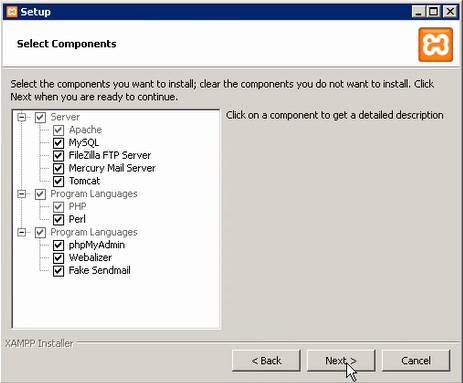 Setup
Select Components
Select the components you want to install; clear the components you do not want to install. Click
Next when you are ready to continue.
Server
Apache
MySQL
FileZilla FTP Server
Mercury Mail Server
Tomcat
Program Languages
PHP
Perl
Program Languages
phpMyAdmin
Webalizer
Fake Sendmail
Click on a component to get a detailed description
XAMPP Installer
< Back
Next >
Cancel